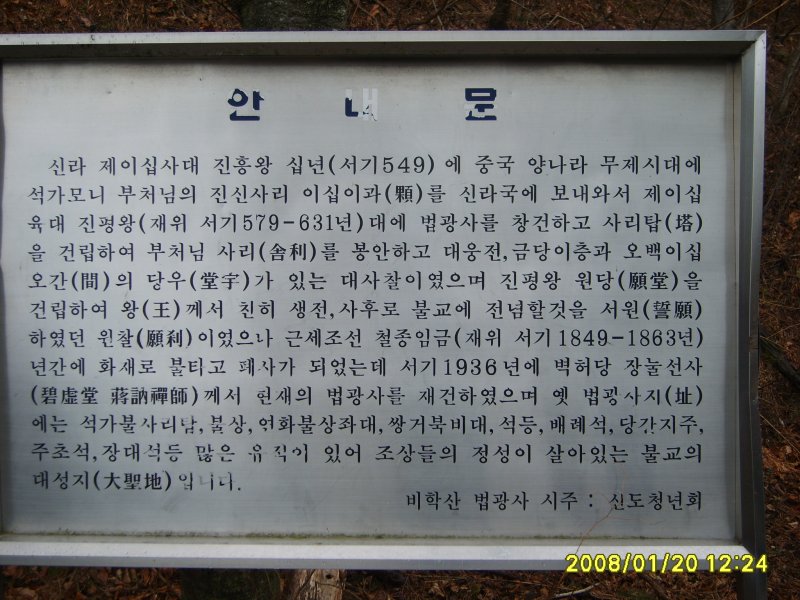 안 내 문
신라 제이십사대 진흥왕 십년(서기549)에 중국 양나라 무제시대에
석가모니 부처님의 진신사리 이십이과(顆)를 신라국에 보내와서 제이십
육대 진평왕(재위 서기579-631년)대에 법광사를 창건하고 사리탑(塔)
을 건립하여 부처님 사리(舍利)를 봉안하고 대웅전,금당이층과 오백이십
오간(間)의 당우(堂宇)가 있는 대사찰이였으며 진평왕 원당(願堂)을
건립하여 왕(王)께서 친히 생전,사후로 불교에 전념할것을 서원(誓願)
하였던 원찰(願刹)이었으나 근세조선 철종임금(재위 서기1849-1863년)
년간에 화재로 불타고 폐사가 되었는데 서기1936년에 벽허당 장눌선사
(碧虛堂 蔣訥禪師)께서 현재의 법광사를 재건하였으며 옛 법광사지(址)
에는 석가불사리탑,불상,연화불상좌대,쌍거북비대,석등,배례석,당간지주,
주초석,장대석등 많은 유적이 있어 조상들의 정성이 살아있는 불교의
대성지(大聖地)입니다.
비학산 법광사 시주 : 신도청년회
2008/01/20 12:24